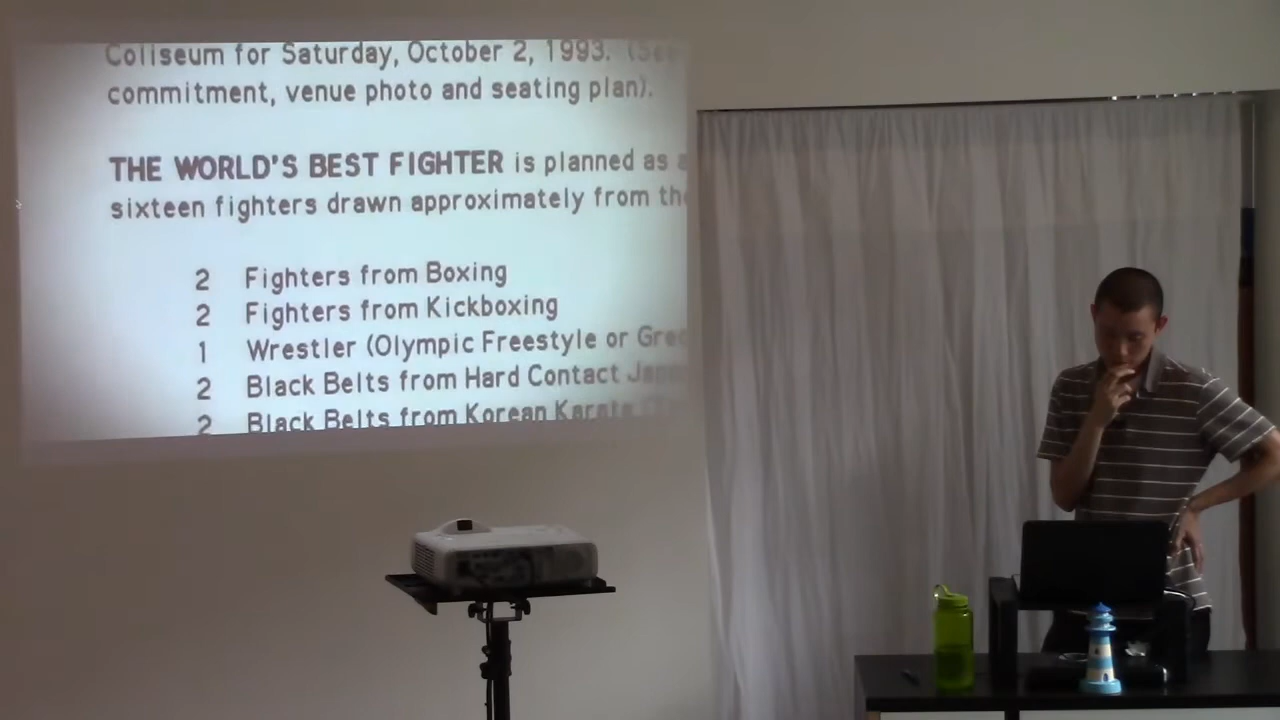 Coliseum for Saturday, October 2, 1993. (See
commitment, venue photo and seating plan).
THE WORLD'S BEST FIGHTER is planned as a
sixteen fighters drawn approximately from the
2 Fighters from Boxing
2 Fighters from Kickboxing
1 Wrestler (Olympic Freestyle or
2 Black Belts from Hard Contact
2 Black Belts from Korean Karate